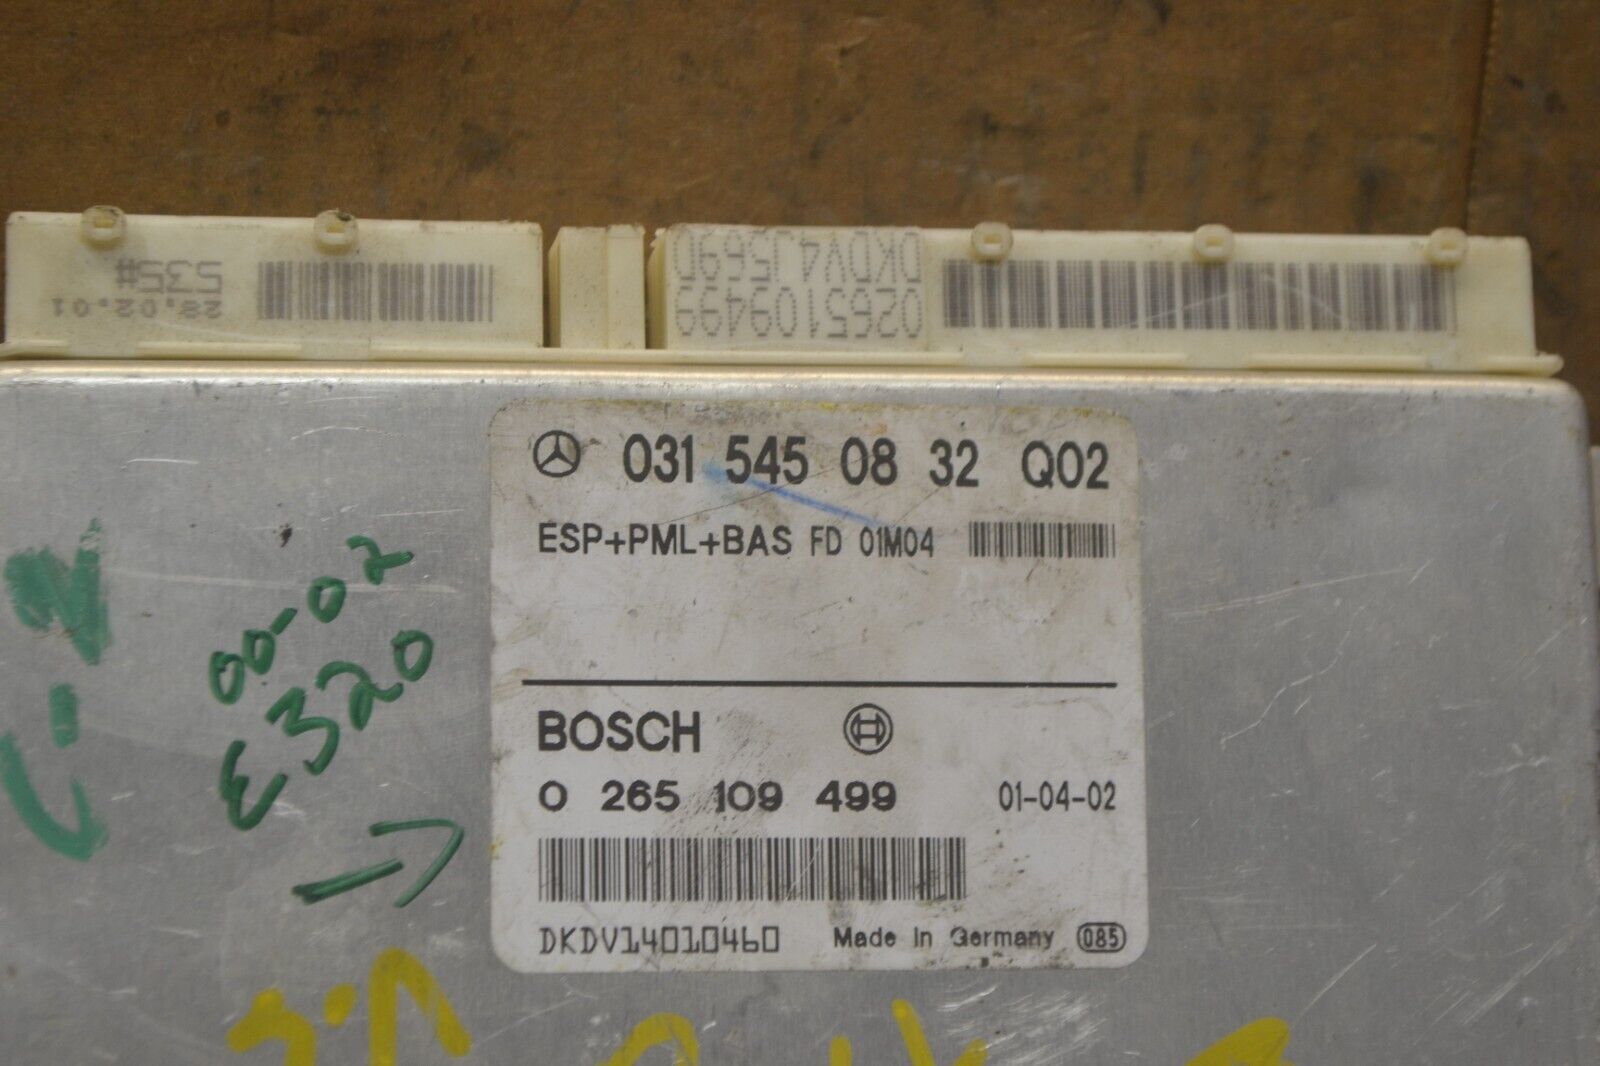 535#
28.02.01
DKDV4J569D
0265109499
031 545 08 32 Q02
ESP+PML+BAS FD 01M04
BOSCH
0 265 109 499 01-04-02
DKDV14010460 Made in Germany 085
00-02
E320